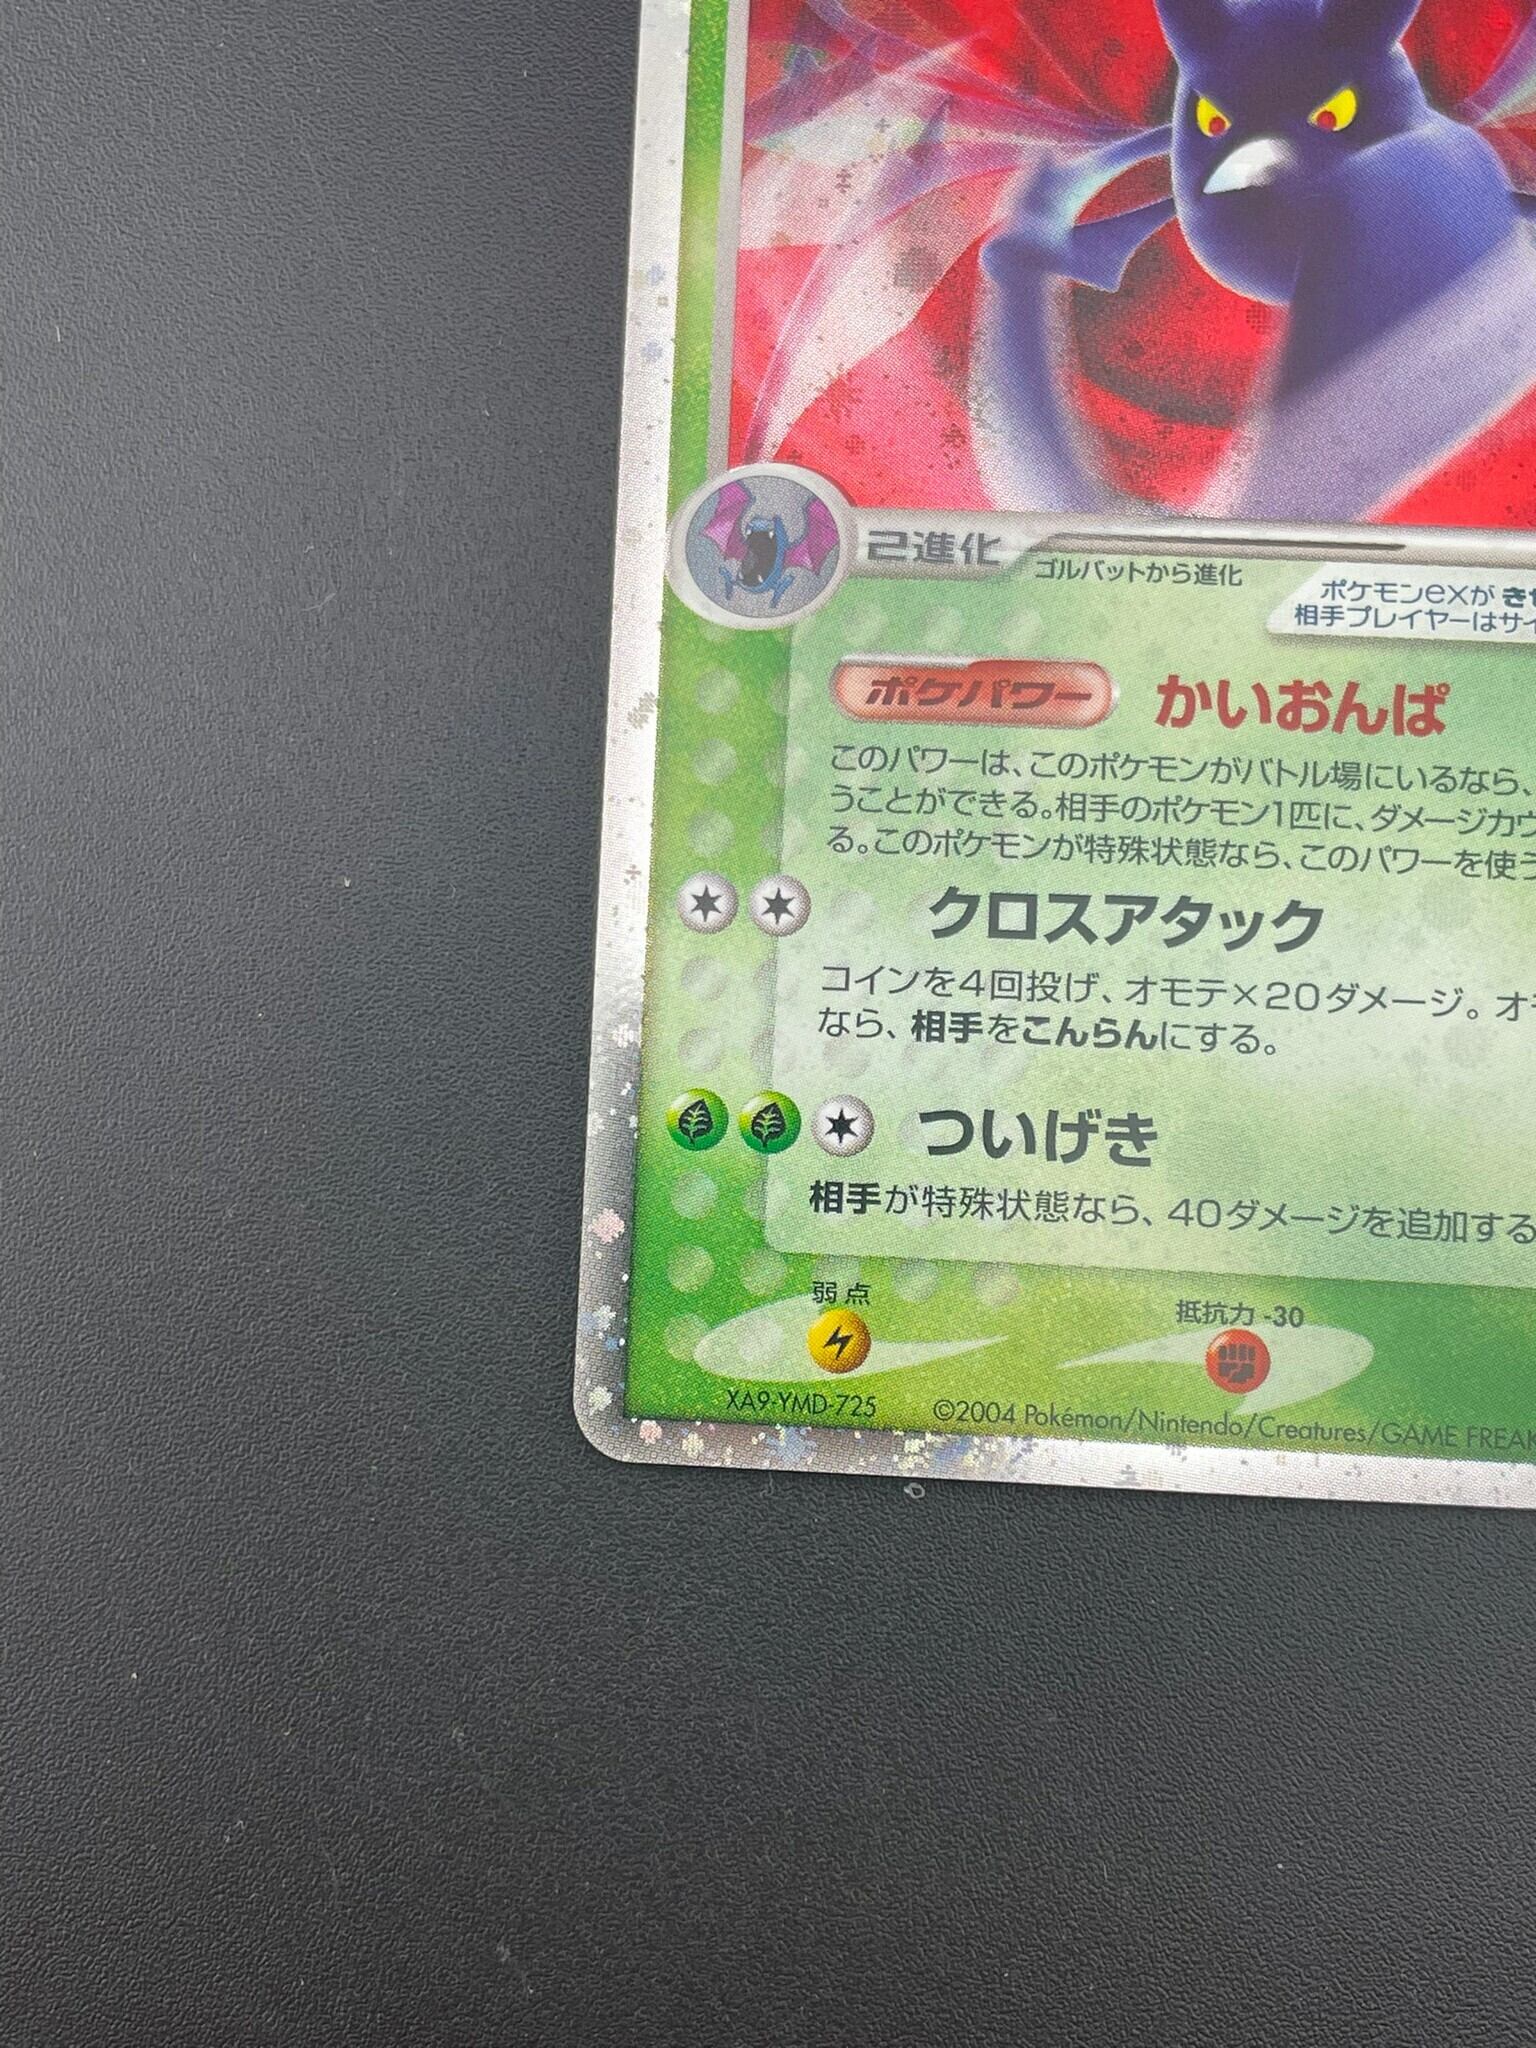 2進化
ゴルバットから進化
ポケモンexが
相手プレイヤーはサイ
ポケパワー かいおんぱ
このパワーは、このポケモンがバトル場にいるなら、
うことができる。相手のポケモン1匹に、ダメージカウ
る。このポケモンが特殊状態なら、このパワーを使う
クロスアタック
コインを4回投げ、オモテ×20ダメージ。オモ
なら、相手をこんらんにする。
ついげき
相手が特殊状態なら、40ダメージを追加する
弱点
抵抗力 -30
XA9-YMD-725
©2004 Pokémon/Nintendo/Creatures/GAME FREAK